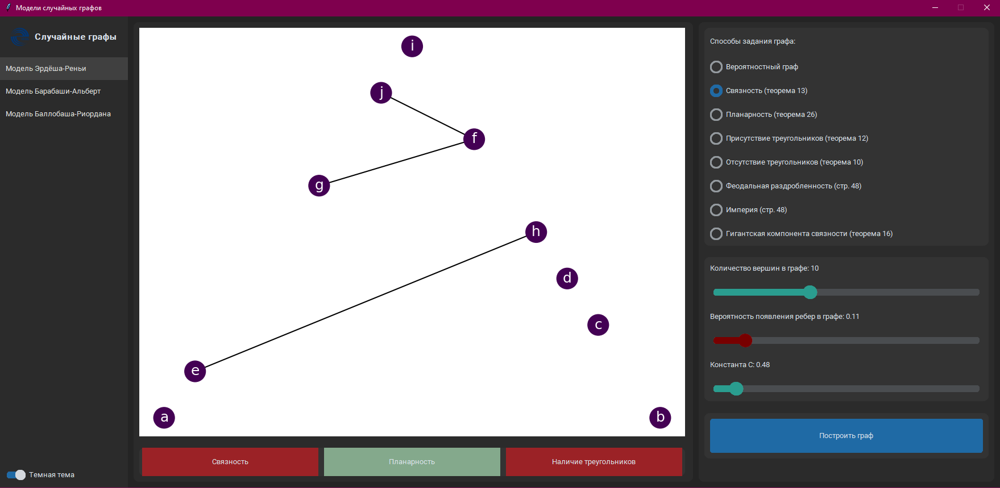 Модели случайных графов
Случайные графы
Модель Эрдёша-Реньи
Модель Барабаши-Альберт
Модель Баллобаша-Риордана
Темная тема
i
j
f
g
h
d
c
e
a
b
Связность
Планарность
Наличие треугольников
Способы задания графа:
Вероятностный граф
Связность (теорема 13)
Планарность (теорема 26)
Присутствие треугольников (теорема 12)
Отсутствие треугольников (теорема 10)
Феодальная раздробленность (стр. 48)
Империя (стр. 48)
Гигантская компонента связности (теорема 16)
Количество вершин в графе: 10
Вероятность появления ребер в графе: 0.11
Константа С: 0.48
Построить граф